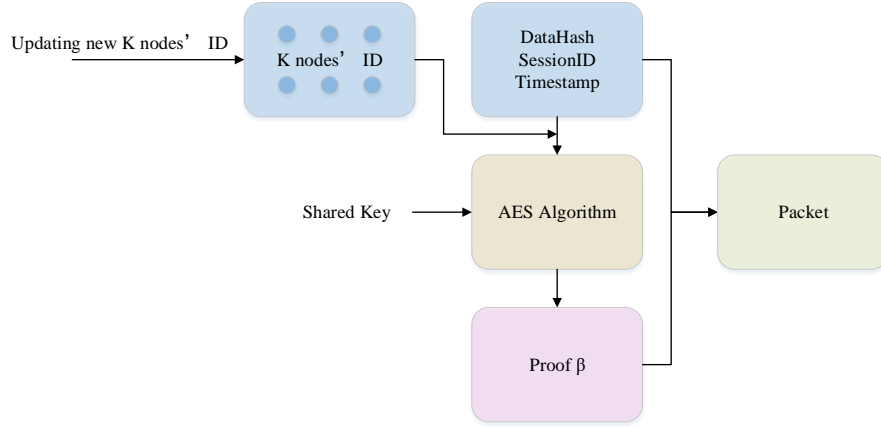 Updating new K nodes’ ID
K nodes’ ID
DataHash
SessionID
Timestamp
Shared Key
AES Algorithm
Packet
Proof β